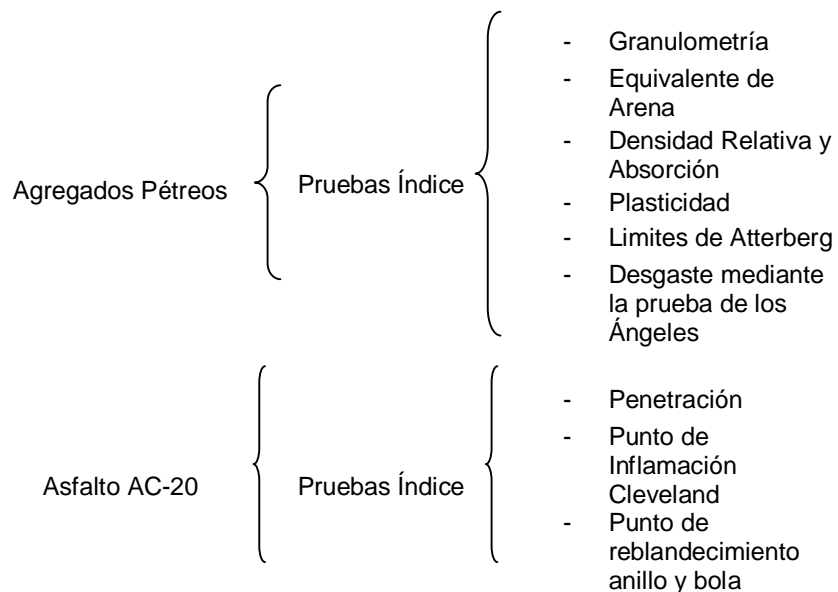 Agregados Pétreos
Pruebas Índice
- Granulometría
- Equivalente de
Arena
- Densidad Relativa y
Absorción
- Plasticidad
- Limites de Atterberg
- Desgaste mediante
la prueba de los
Ángeles
Asfalto AC-20
Pruebas Índice
- Penetración
- Punto de
Inflamación
Cleveland
- Punto de
reblandecimiento
anillo y bola